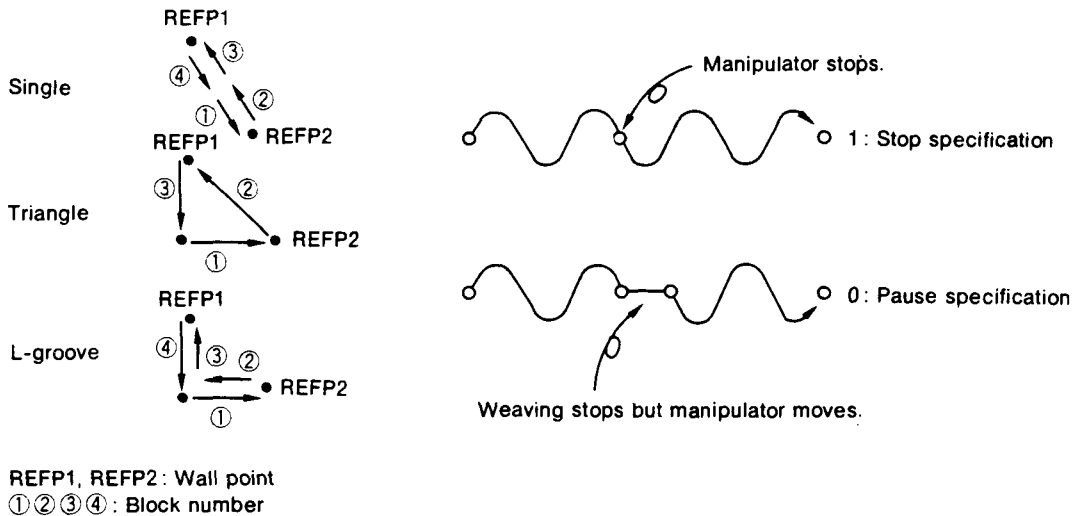 REFP1
③
④
Single
②
①
REFP2
Manipulator stops.
1 : Stop specification
REFP1
③
②
Triangle
REFP2
①
REFP1
④
③
②
L-groove
REFP2
①
0 : Pause specification
Weaving stops but manipulator moves.
REFP1, REFP2 : Wall point
①②③④ : Block number